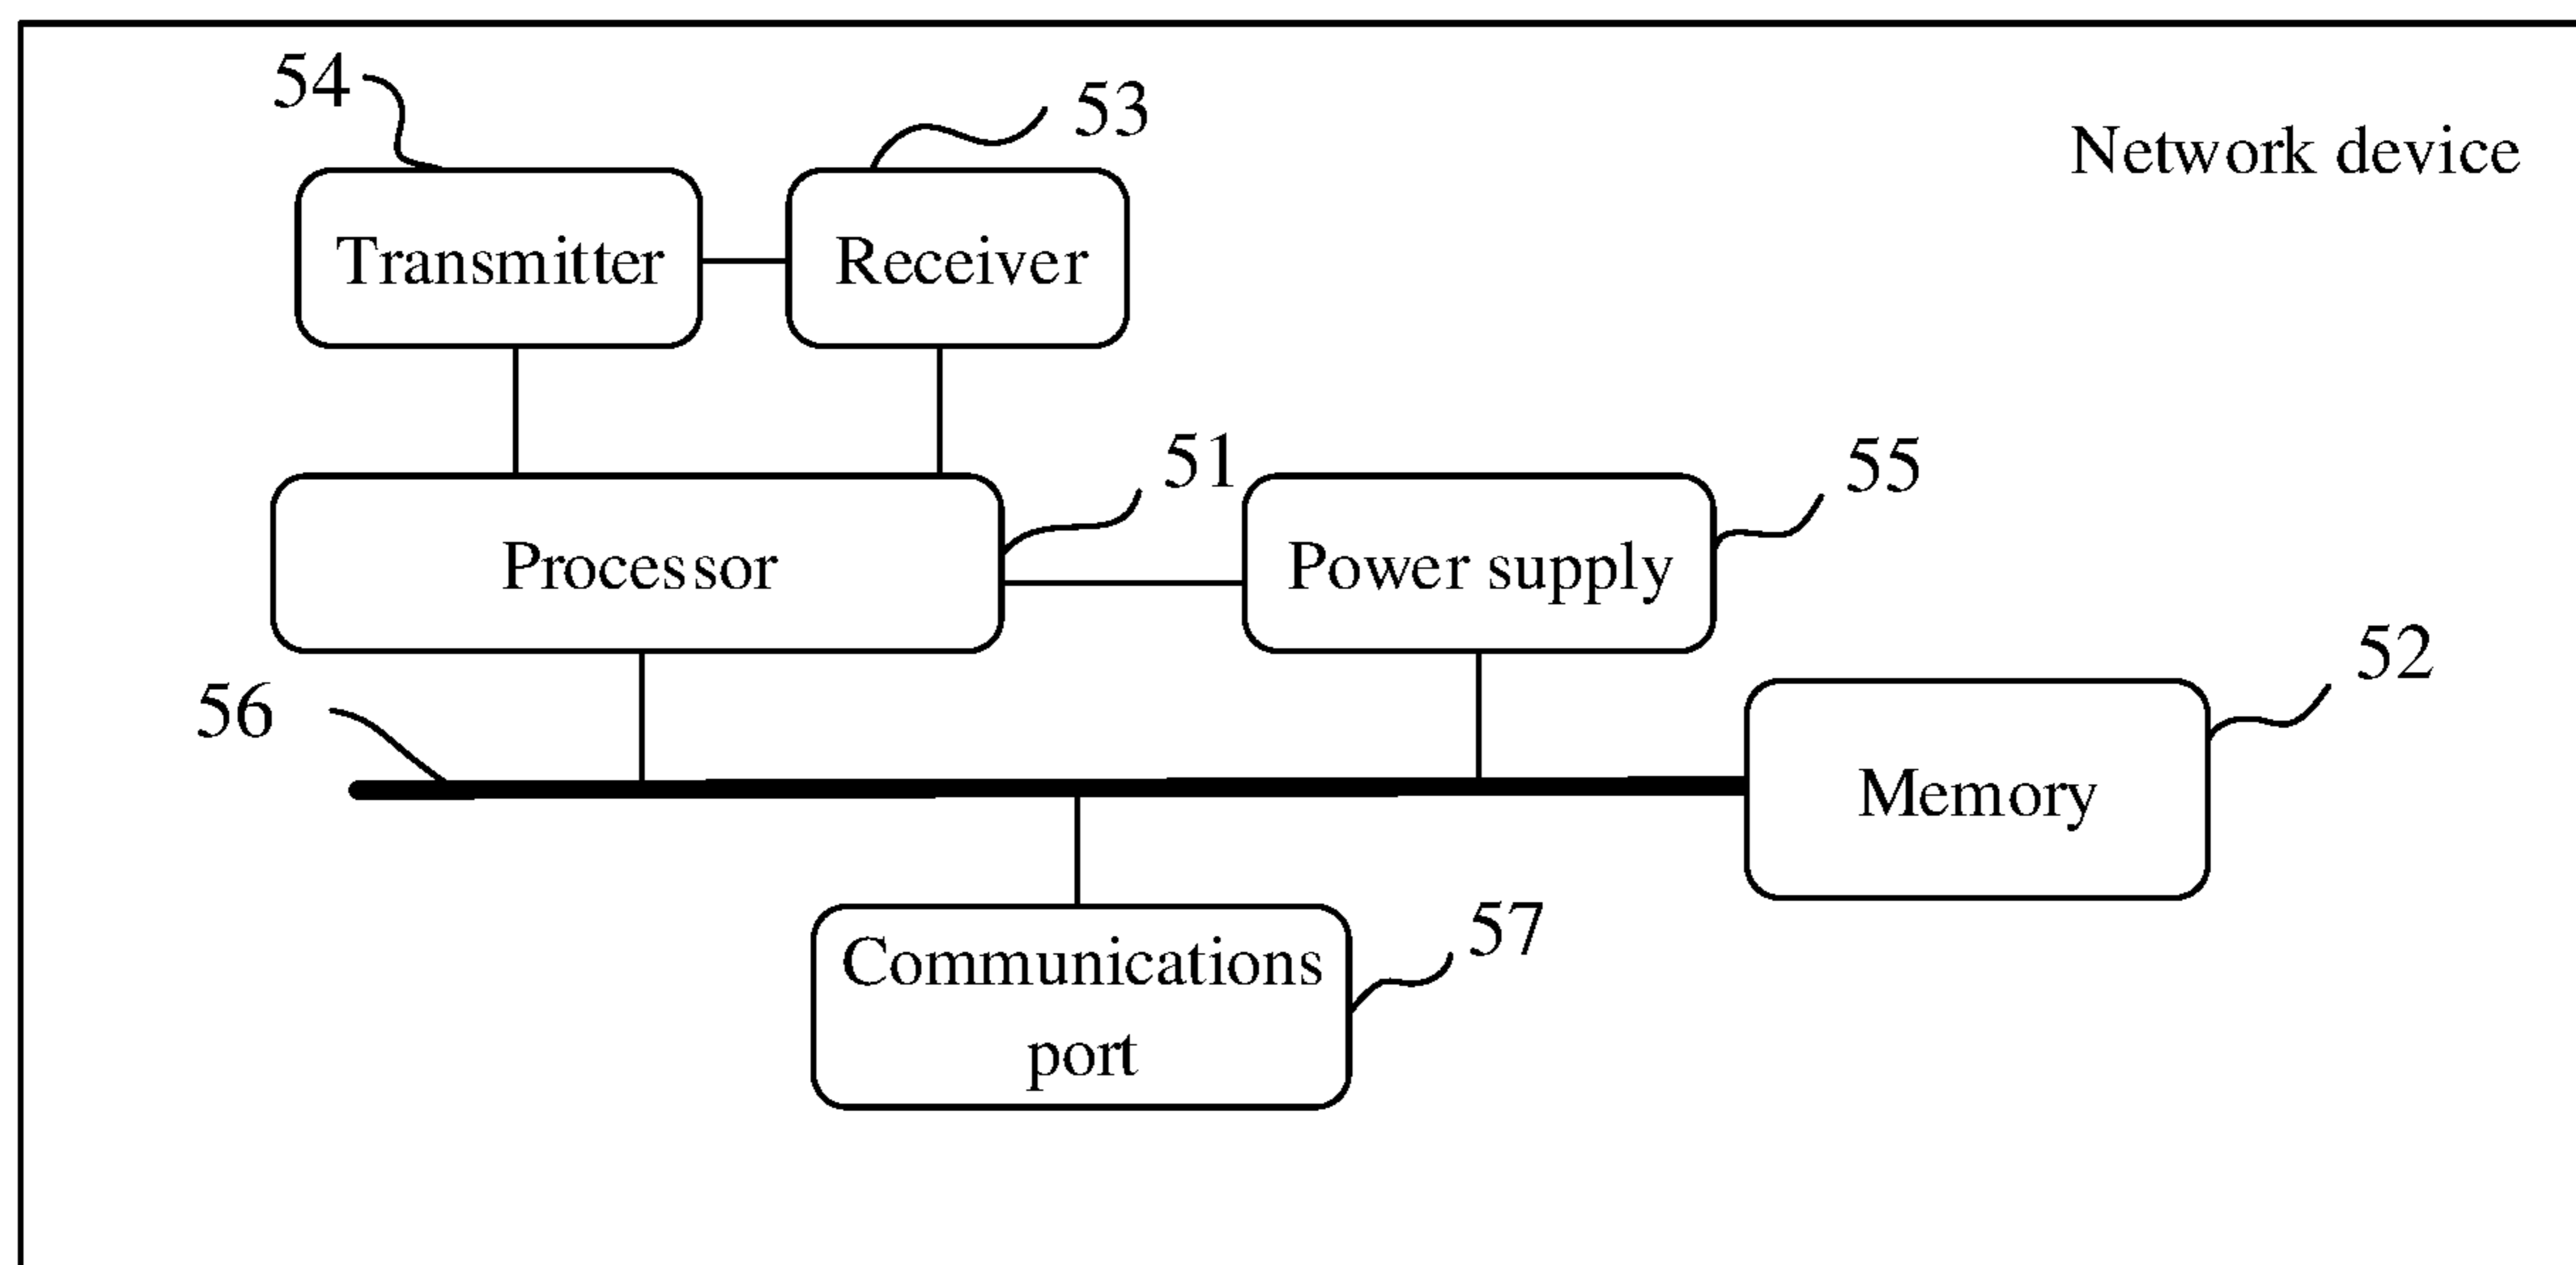 54
53
Network device
Transmitter
Receiver
51
55
Processor
Power supply
52
56
Memory
57
Communications
port